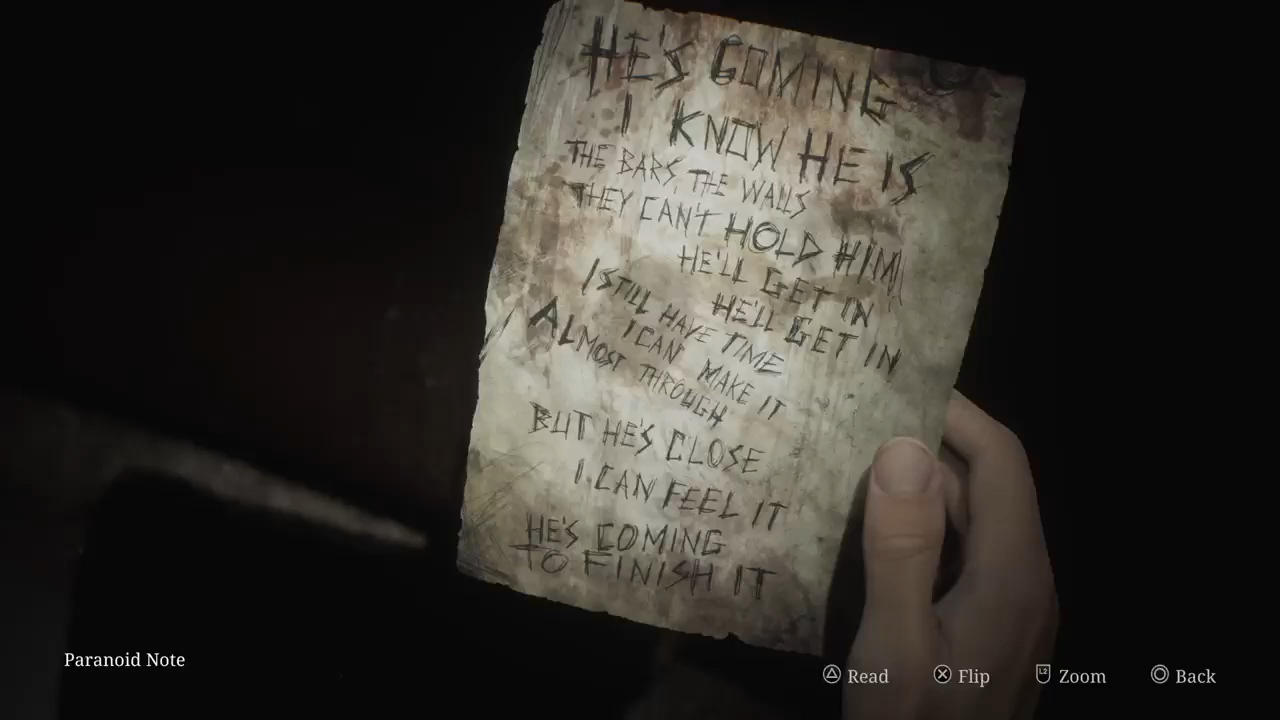 HE'S COMING
I KNOW HE IS
THE BARS, THE WALLS
THEY CAN'T HOLD HIM
HE'LL GET IN
HE'LL GET IN
I STILL HAVE TIME
I CAN MAKE IT
ALMOST THROUGH
BUT HE'S CLOSE
I CAN FEEL IT
HE'S COMING
TO FINISH IT
Paranoid Note
Read
Flip
L2 Zoom
Back